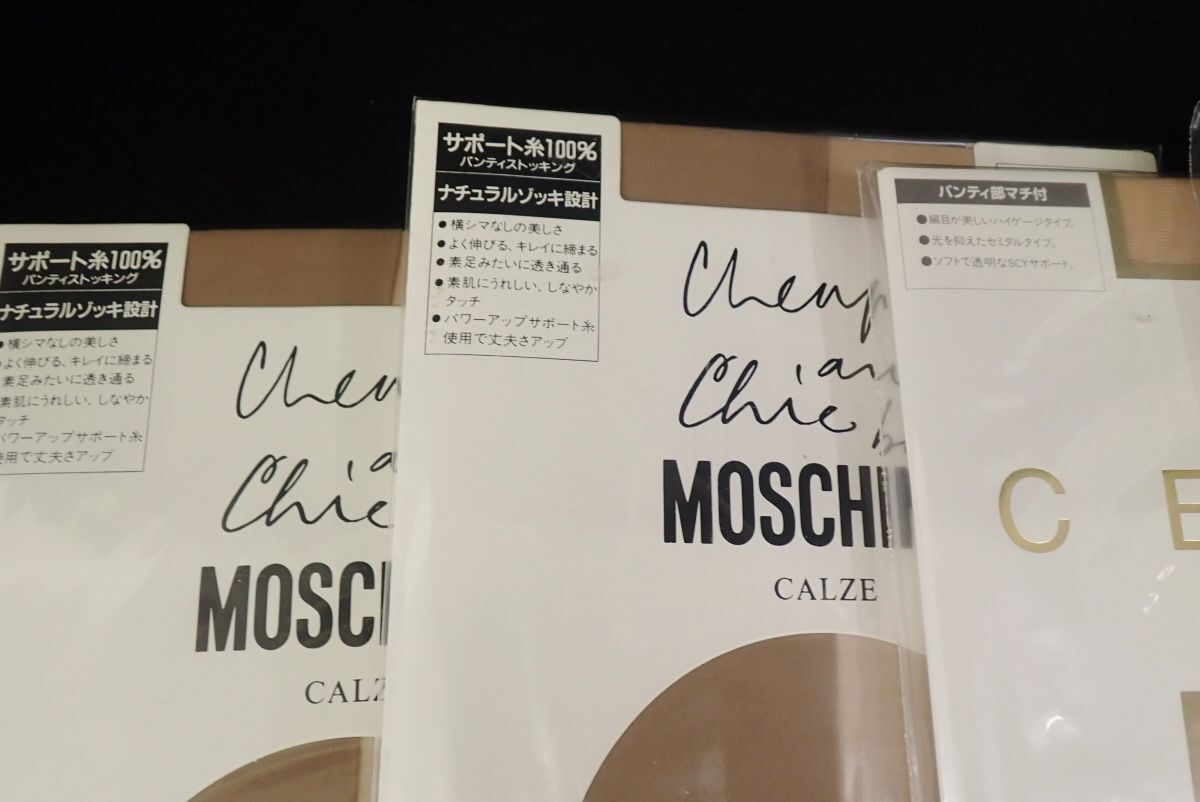 サポート糸100%
パンティストッキング
ナチュラルゾッキ設計
横シマなしの美しさ
よく伸びる、キレイに締まる
素足みたいに透き通る
素肌にうれしい、しなやか
タッチ
パワーアップサポート糸
使用で丈夫さアップ
Cheap
Chic
MOSCHI
CALZE
サポート糸100%
パンティストッキング
ナチュラルゾッキ設計
● 横シマなしの美しさ
● よく伸びる、キレイに締まる
● 素足みたいに透き通る
● 素肌にうれしい、しなやか
タッチ
● パワーアップサポート糸
使用で丈夫さアップ
Cheap
an
Chic b
MOSCHIN
CALZE
パンティ部マチ付
●編目が美しいハイゲージタイプ。
●光を抑えたセミダルタイプ。
●ソフトで透明なSCYサポート。
C E